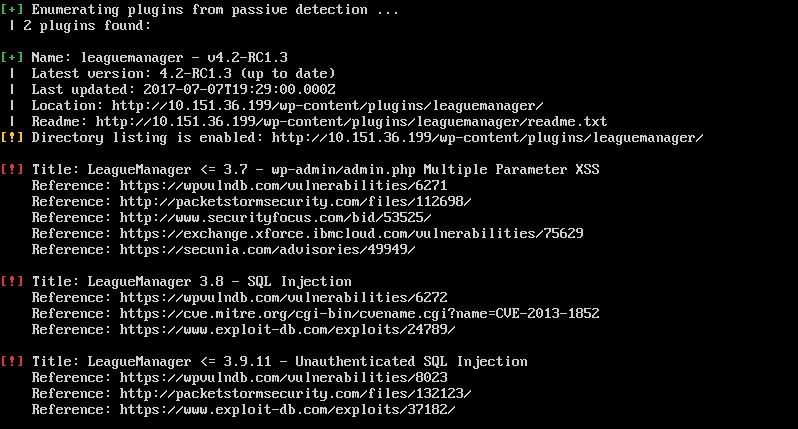 [+] Enumerating plugins from passive detection ...
 | 2 plugins found:
[+] Name: leaguemanager - v4.2-RC1.3
 |  Latest version: 4.2-RC1.3 (up to date)
 |  Last updated: 2017-07-07T19:29:00.000Z
 |  Location: http://10.151.36.199/wp-content/plugins/leaguemanager/
 |  Readme: http://10.151.36.199/wp-content/plugins/leaguemanager/readme.txt
[!] Directory listing is enabled: http://10.151.36.199/wp-content/plugins/leaguemanager/
[!] Title: LeagueManager <= 3.7 - wp-admin/admin.php Multiple Parameter XSS
    Reference: https://wpvulndb.com/vulnerabilities/6271
    Reference: http://packetstormsecurity.com/files/112698/
    Reference: http://www.securityfocus.com/bid/53525/
    Reference: https://exchange.xforce.ibmcloud.com/vulnerabilities/75629
    Reference: https://secunia.com/advisories/49949/
[!] Title: LeagueManager 3.8 - SQL Injection
    Reference: https://wpvulndb.com/vulnerabilities/6272
    Reference: https://cve.mitre.org/cgi-bin/cvename.cgi?name=CVE-2013-1852
    Reference: https://www.exploit-db.com/exploits/24789/
[!] Title: LeagueManager <= 3.9.11 - Unauthenticated SQL Injection
    Reference: https://wpvulndb.com/vulnerabilities/8023
    Reference: http://packetstormsecurity.com/files/132123/
    Reference: https://www.exploit-db.com/exploits/37182/